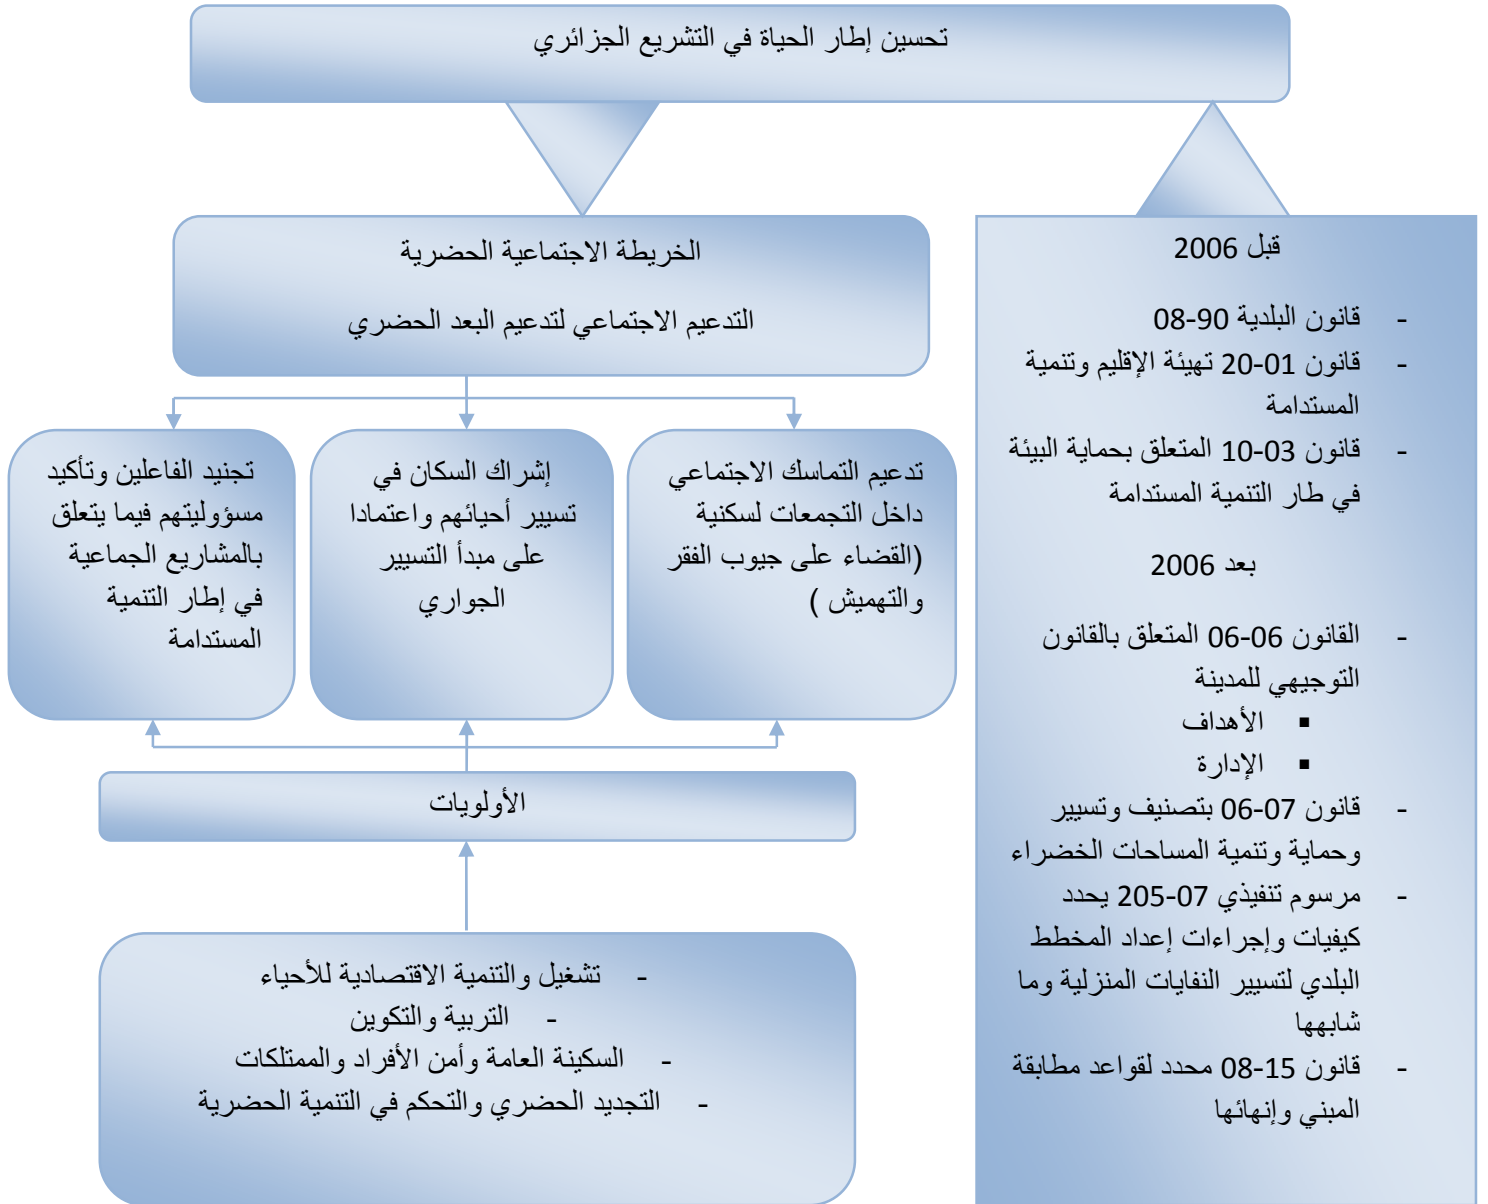 تحسين إطار الحياة في التشريع الجزائري
قبل 2006
- قانون البلدية 90-08
- قانون 01-20 تهيئة الإقليم وتنمية
المستدامة
- قانون 03-10 المتعلق بحماية البيئة
في طار التنمية المستدامة
بعد 2006
- القانون 06-06 المتعلق بالقانون
التوجيهي للمدينة
▪ الأهداف
▪ الإدارة
- قانون 07-06 بتصنيف وتسيير
وحماية وتنمية المساحات الخضراء
- مرسوم تنفيذي 07-205 يحدد
كيفيات وإجراءات إعداد المخطط
البلدي لتسيير النفايات المنزلية وما
شابهها
- قانون 15-08 محدد لقواعد مطابقة
المبني وإنهائها
الخريطة الاجتماعية الحضرية
التدعيم الاجتماعي لتدعيم البعد الحضري
تدعيم التماسك الاجتماعي
داخل التجمعات لسكنية
(القضاء على جيوب الفقر
والتهميش )
إشراك السكان في
تسيير أحيائهم واعتمادا
على مبدأ التسيير
الجواري
تجنيد الفاعلين وتأكيد
مسؤوليتهم فيما يتعلق
بالمشاريع الجماعية
في إطار التنمية
المستدامة
الأولويات
- تشغيل والتنمية الاقتصادية للأحياء
- التربية والتكوين
- السكينة العامة وأمن الأفراد والممتلكات
- التجديد الحضري والتحكم في التنمية الحضرية